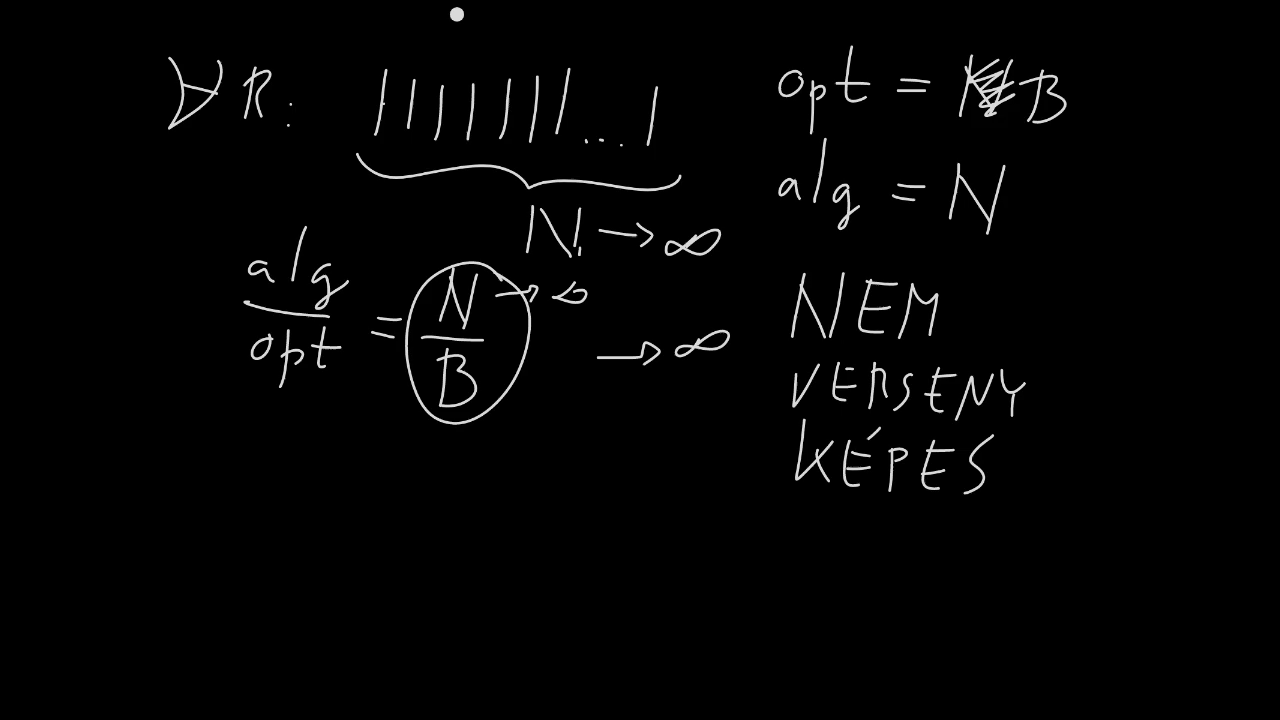 ∀R: ||||||| ... |
N! → ∞
alg/opt = N/B → ∞
N → ∞
opt = B
alg = N
NEM
VERSENY
KÉPES